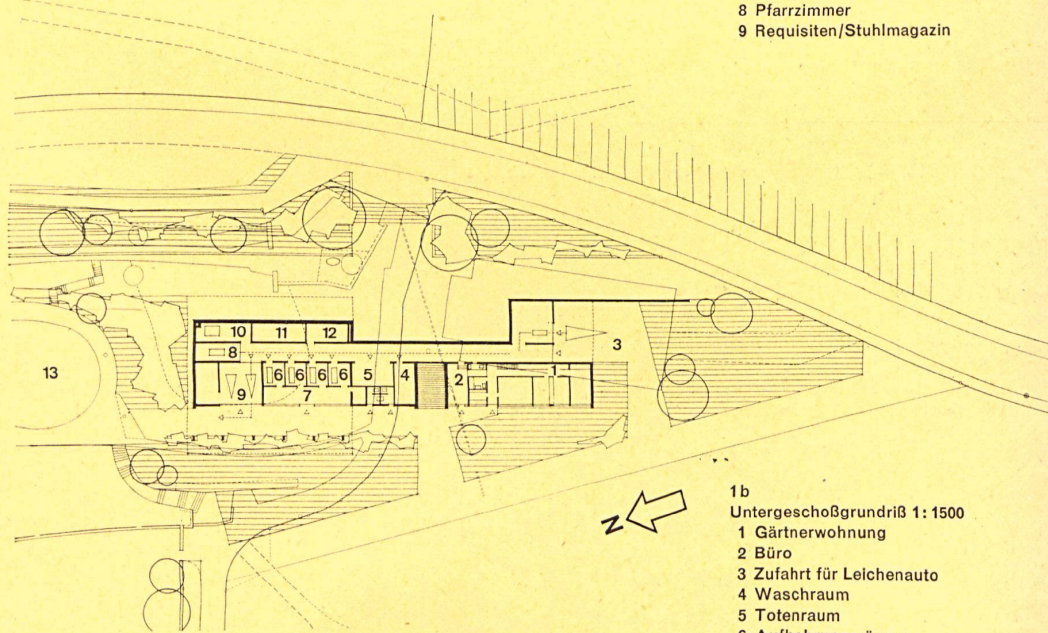 8 Pfarrzimmer
9 Requisiten/Stuhlmagazin
10 11 12
8
13
3
6 6 6 6 5 4 2 1
9 7
N
1b
Untergeschoßgrundriß 1:1500
1 Gärtnerwohnung
2 Büro
3 Zufahrt für Leichenauto
4 Waschraum
5 Totenraum